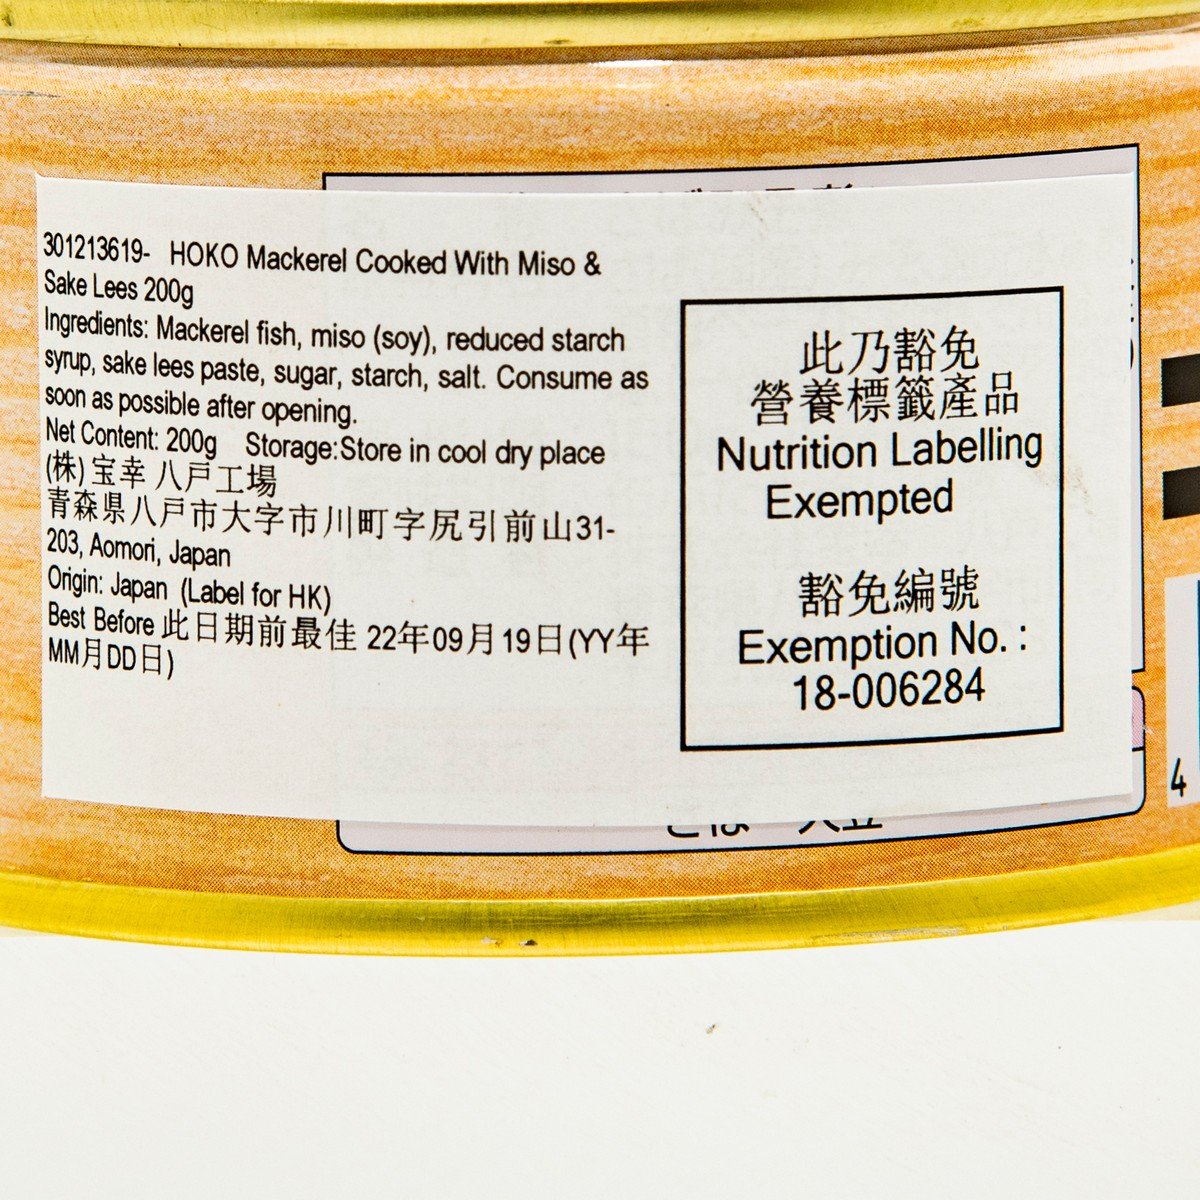 301213619- HOKO Mackerel Cooked With Miso &
Sake Lees 200g
Ingredients: Mackerel fish, miso (soy), reduced starch
syrup, sake lees paste, sugar, starch, salt. Consume as
soon as possible after opening.
Net Content: 200g Storage:Store in cool dry place
(株) 宝幸 八戸工場
青森県八戸市大字市川町字尻引前山31-
203, Aomori, Japan
Origin: Japan (Label for HK)
Best Before 此日期前最佳 22年09月19日(YY年
MM月DD日)
此乃豁免
營養標籤產品
Nutrition Labelling
Exempted
豁免編號
Exemption No. :
18-006284
4